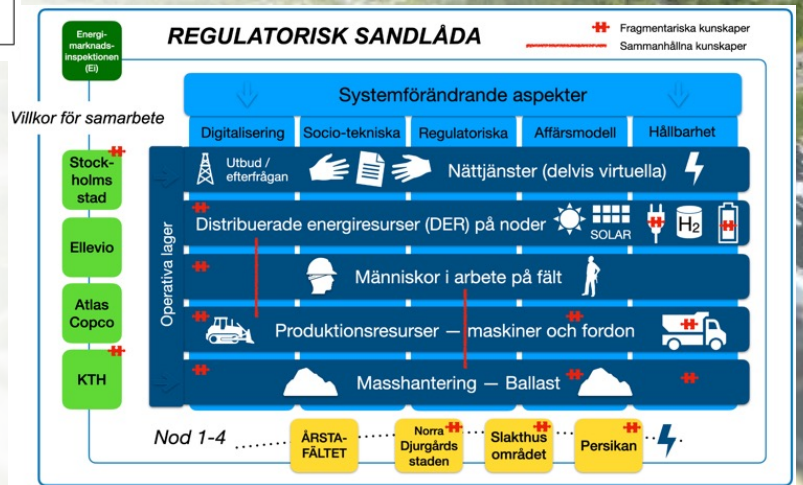 Energi-
marknads-
inspektionen
(Ei)
REGULATORISK SANDLÅDA
Fragmentariska kunskaper
Sammanhållna kunskaper
Villkor för samarbete
Systemförändrande aspekter
Digitalisering
Socio-tekniska
Regulatoriska
Affärsmodell
Hållbarhet
Stock-
holms
stad
Ellevio
Atlas
Copco
KTH
Operativa lager
Utbud /
efterfrågan
Nättjänster (delvis virtuella)
Distribuerade energiresurser (DER) på noder
SOLAR
H2
Människor i arbete på fält
Produktionsresurser — maskiner och fordon
Masshantering — Ballast
Nod 1-4
ÅRSTA-
FÄLTET
Norra
Djurgårds
staden
Slakthus
området
Persikan